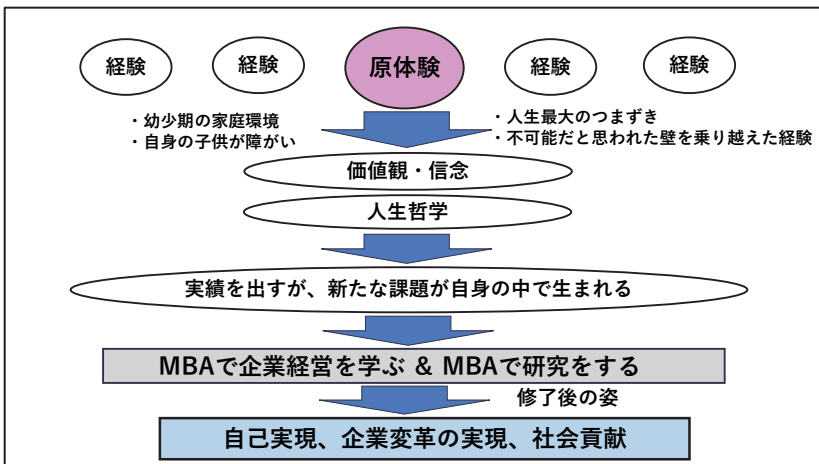 経験
経験
原体験
経験
経験
・幼少期の家庭環境
・自身の子供が障がい
・人生最大のつまずき
・不可能だと思われた壁を乗り越えた経験
価値観・信念
人生哲学
実績を出すが、新たな課題が自身の中で生まれる
MBAで企業経営を学ぶ & MBAで研究をする
修了後の姿
自己実現、企業変革の実現、社会貢献